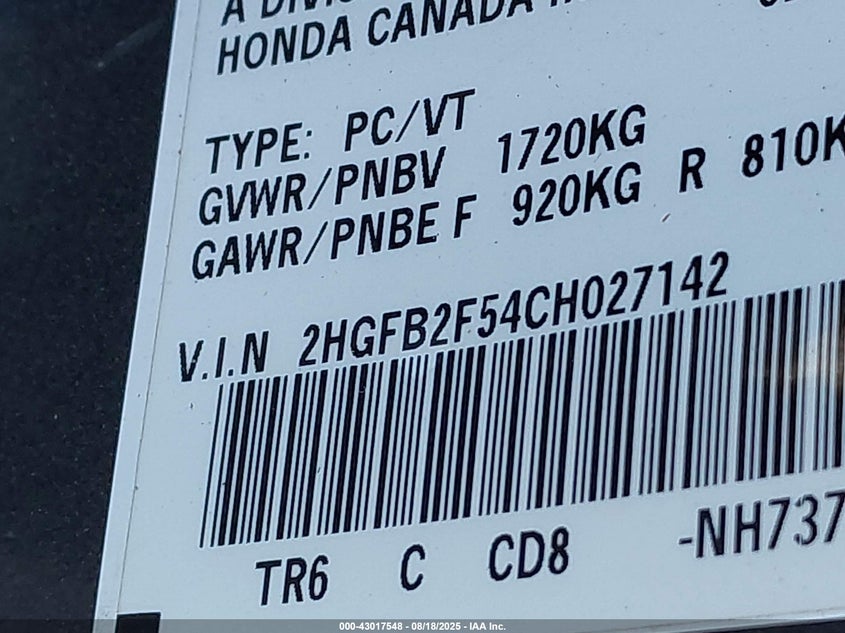 A DIVIS
HONDA CANADA
TYPE: PC/VT
GVWR/PNBV 1720KG
GAWR/PNBE F 920KG R 810K
V.I.N 2HGFB2F54CH027142
TR6 C CD8 -NH737
000-43017548 - 08/18/2025 - IAA Inc.